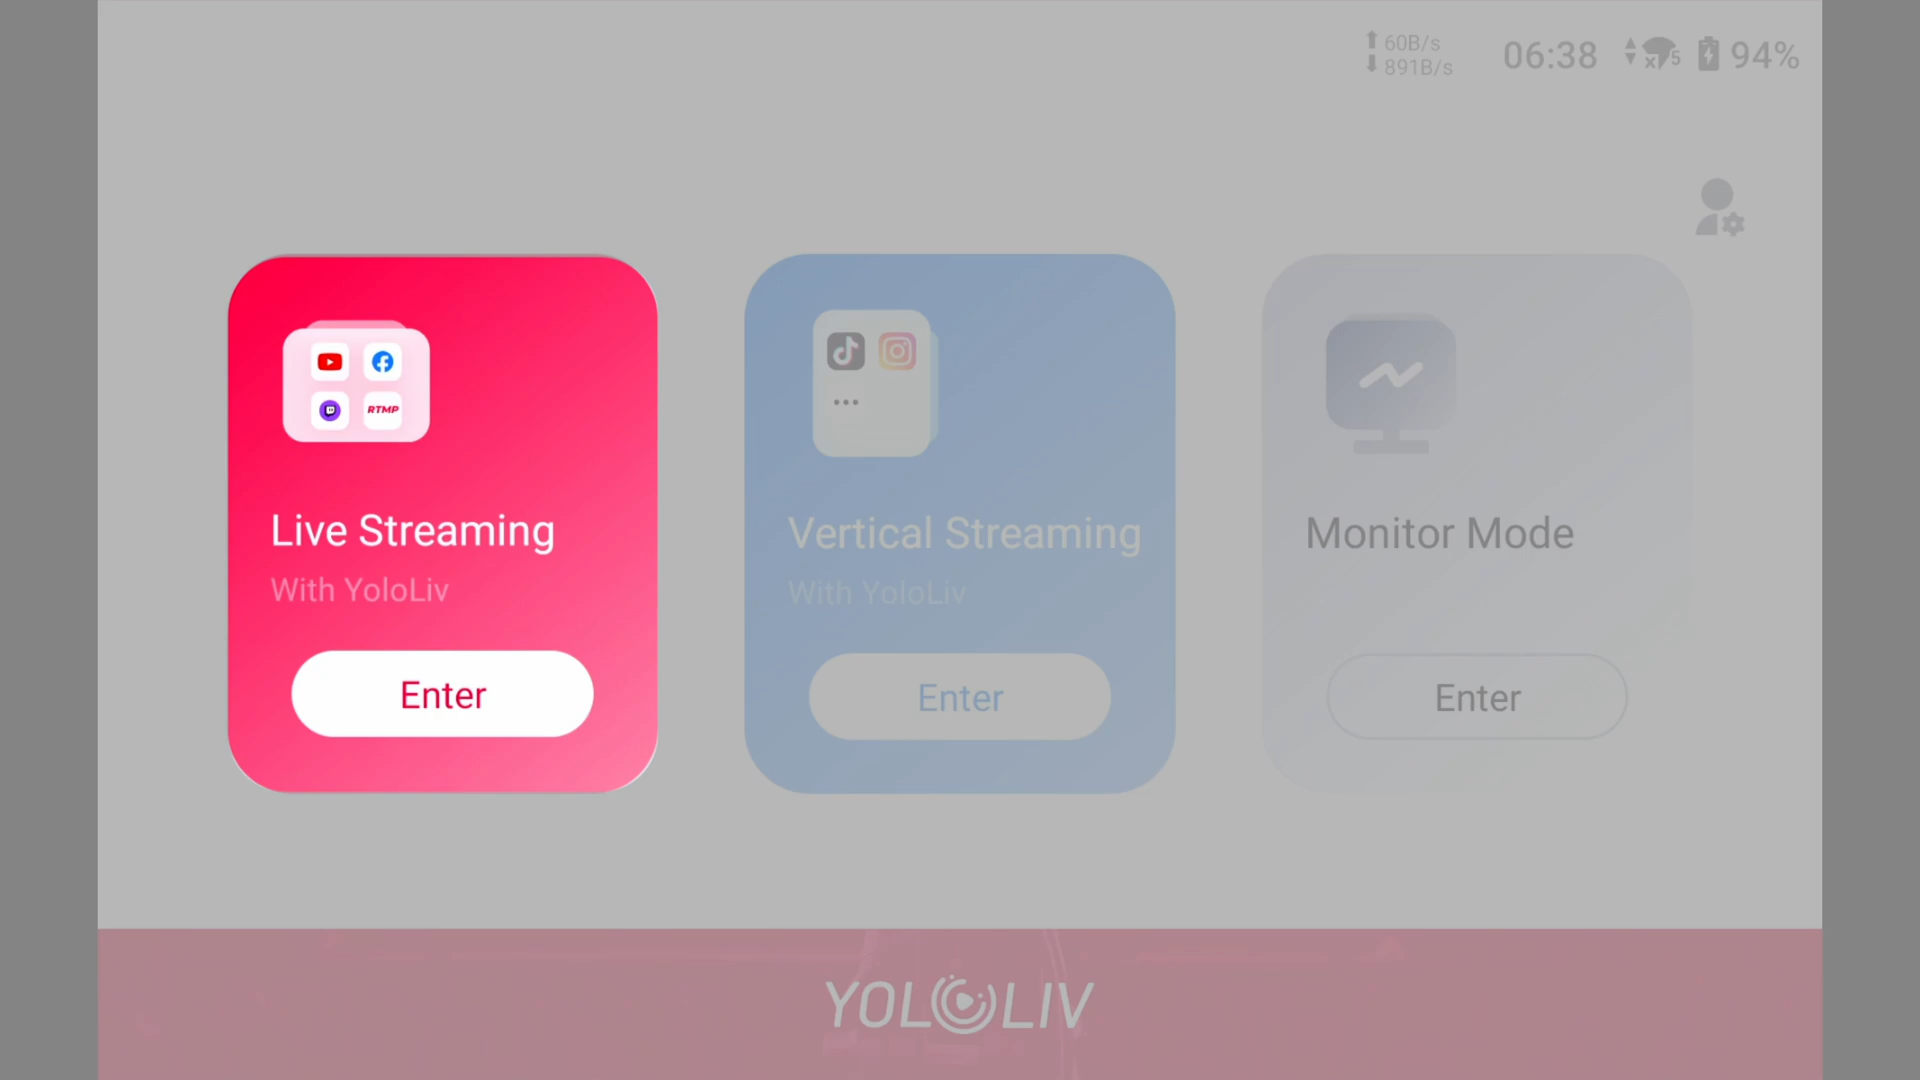 60B/s
891B/s
06:38
x
5
94%
RTMP
Live Streaming
With YoloLiv
Enter
Vertical Streaming
With YoloLiv
Enter
Monitor Mode
Enter
YOLOLIV